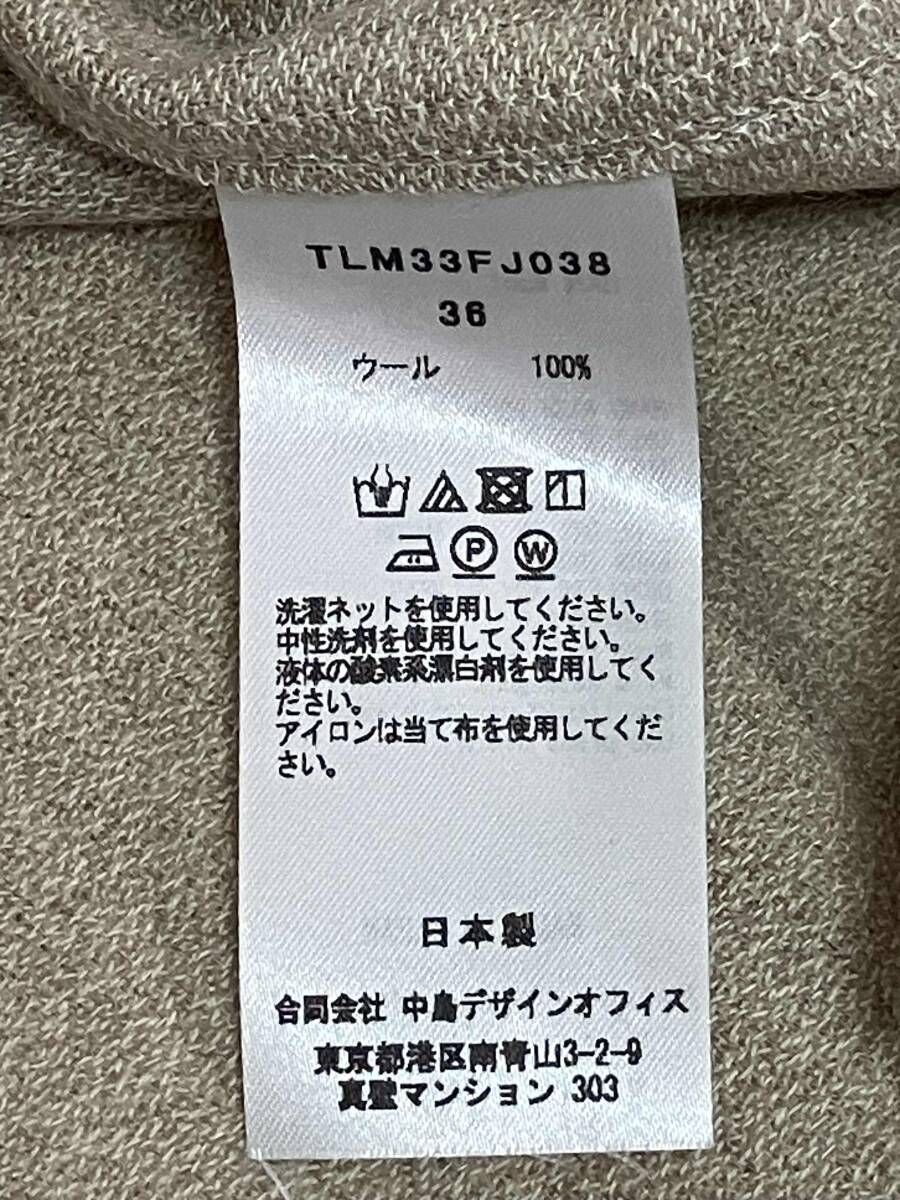 TLM33FJ038
36
ウール 100%
P W
洗濯ネットを使用してください。
中性洗剤を使用してください。
液体の酸素系漂白剤を使用してく
ださい。
アイロンは当て布を使用してくだ
さい。
日本製
合同会社 中島デザインオフィス
東京都港区南青山3-2-9
真壁マンション 303